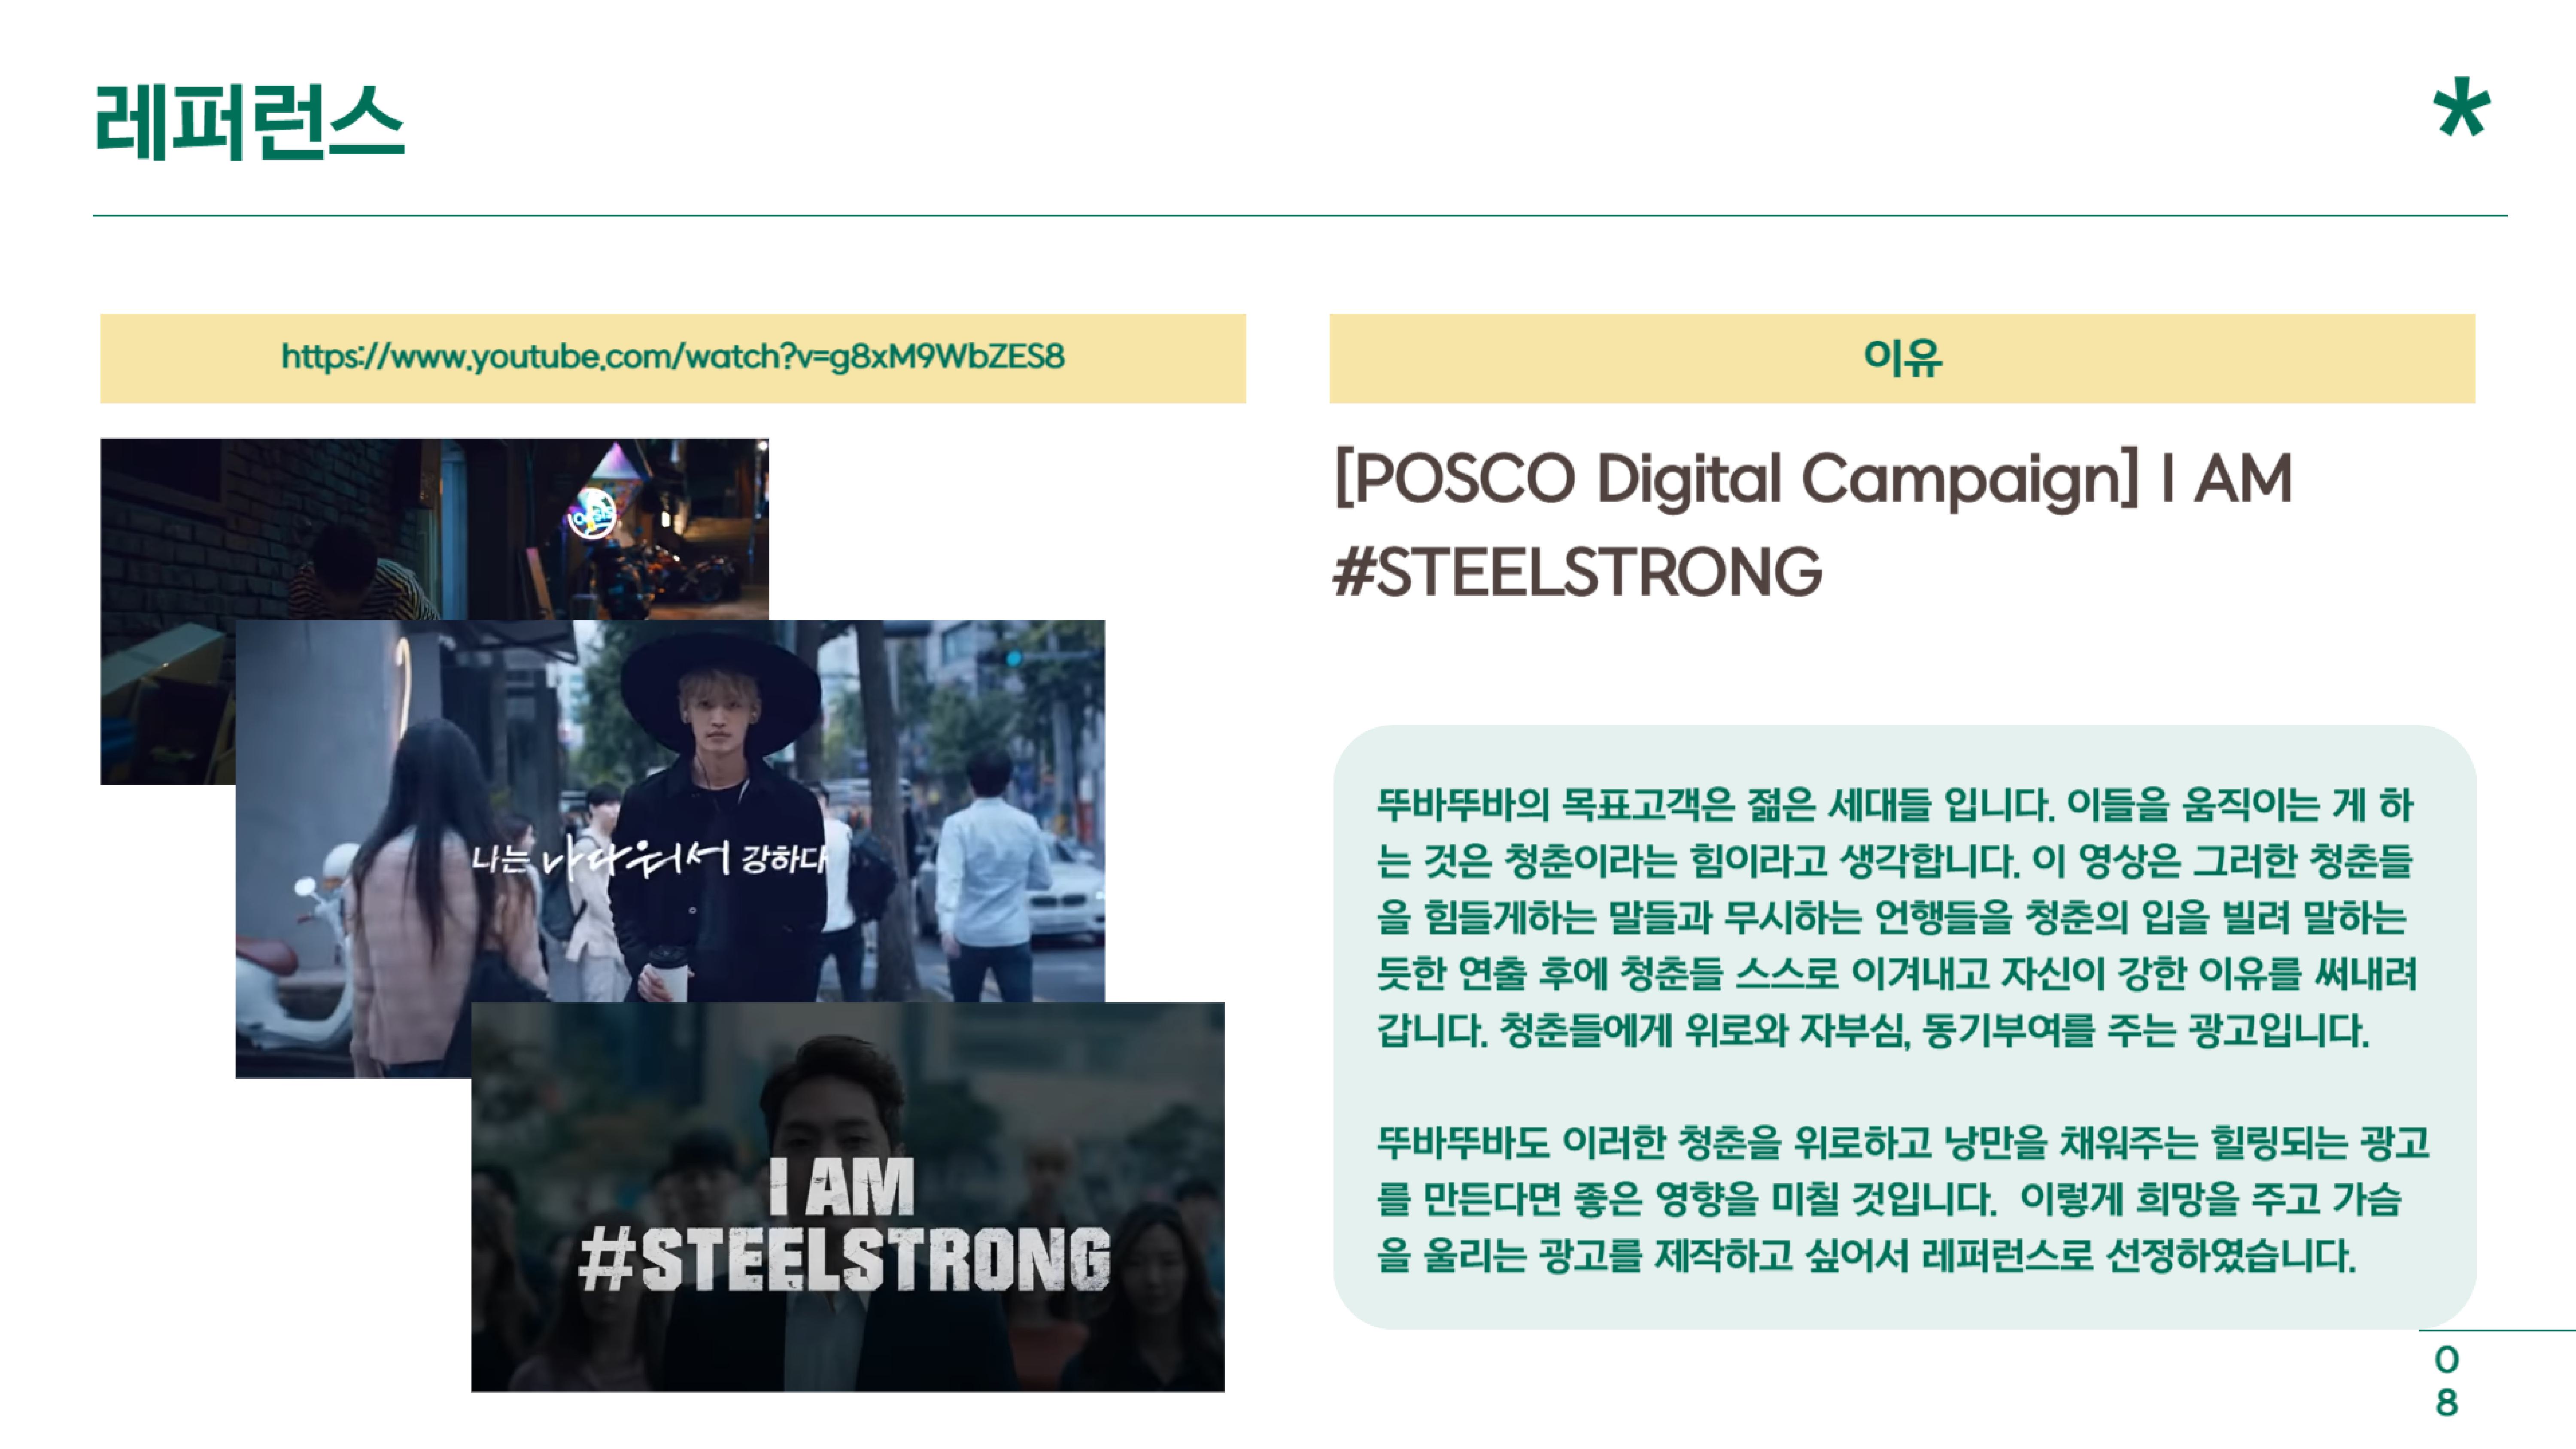 레퍼런스
*
https://www.youtube.com/watch?v=g8xM9WbZES8
이유
[POSCO Digital Campaign] I AM
#STEELSTRONG
나는 나다워서 강하다
I AM
#STEELSTRONG
뚜바뚜바의 목표고객은 젊은 세대들 입니다. 이들을 움직이는 게 하
는 것은 청춘이라는 힘이라고 생각합니다. 이 영상은 그러한 청춘들
을 힘들게하는 말들과 무시하는 언행들을 청춘의 입을 빌려 말하는
듯한 연출 후에 청춘들 스스로 이겨내고 자신이 강한 이유를 써내려
갑니다. 청춘들에게 위로와 자부심, 동기부여를 주는 광고입니다.
뚜바뚜바도 이러한 청춘을 위로하고 낭만을 채워주는 힐링되는 광고
를 만든다면 좋은 영향을 미칠 것입니다.  이렇게 희망을 주고 가슴
을 울리는 광고를 제작하고 싶어서 레퍼런스로 선정하였습니다.
0
8